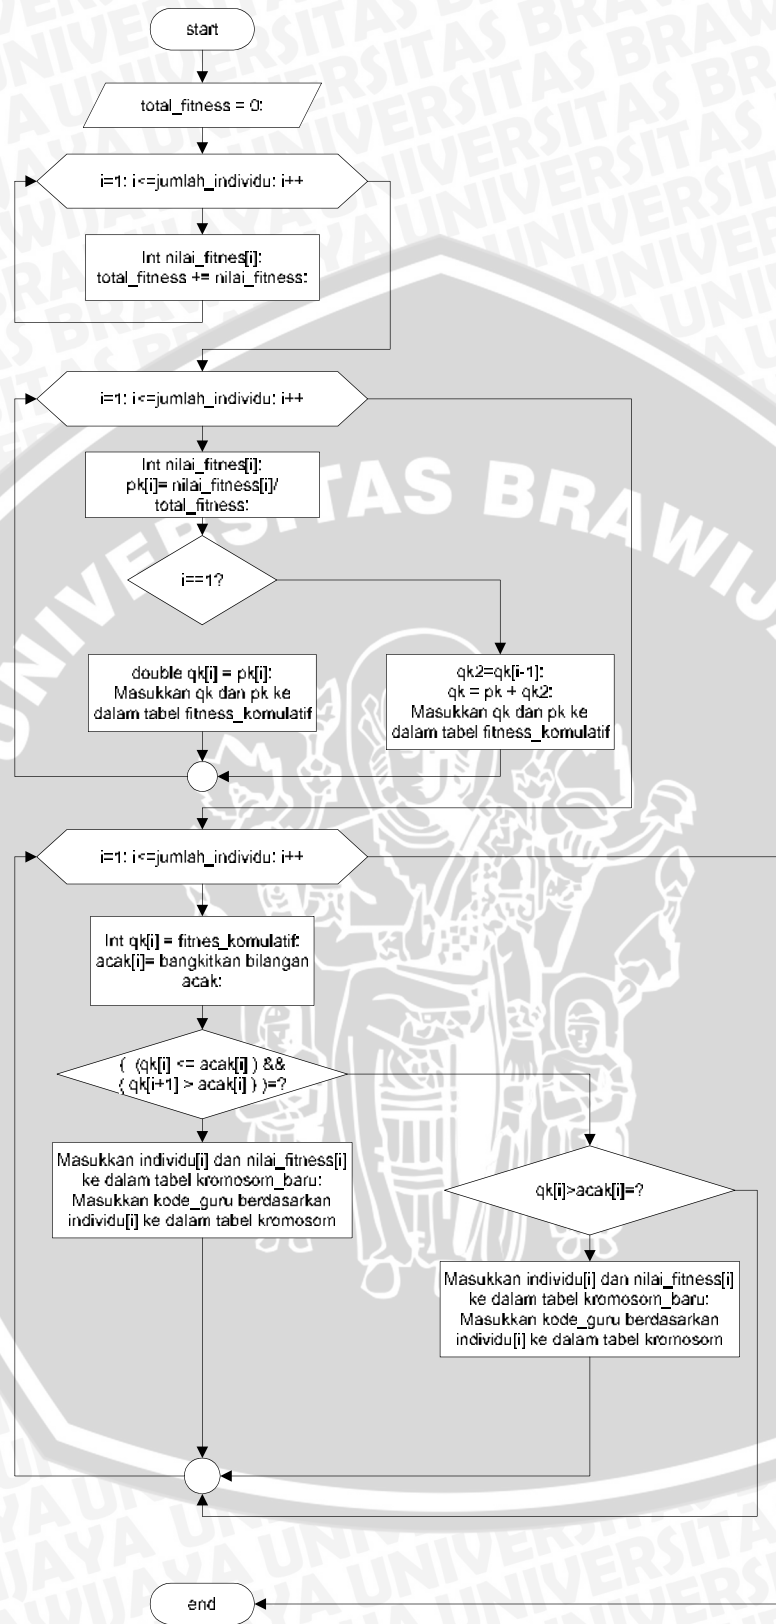 start
total_fitness = 0;
i=1; i<=jumlah_individu; i++
Int nilai_fitnes[i];
total_fitness += nilai_fitness;
i=1; i<=jumlah_individu; i++
Int nilai_fitnes[i];
pk[i]= nilai_fitness[i]/
total_fitness;
i==1?
double qk[i] = pk[i];
Masukkan qk dan pk ke
dalam tabel fitness_komulatif
qk2=qk[i-1];
qk = pk + qk2;
Masukkan qk dan pk ke
dalam tabel fitness_komulatif
i=1; i<=jumlah_individu; i++
Int qk[i] = fitnes_komulatif;
acak[i]= bangkitkan bilangan
acak;
( (qk[i] <= acak[i] ) &&
( qk[i+1] > acak[i] ) )=?
Masukkan individu[i] dan nilai_fitness[i]
ke dalam tabel kromosom_baru;
Masukkan kode_guru berdasarkan
individu[i] ke dalam tabel kromosom
qk[i]>acak[i]=?
Masukkan individu[i] dan nilai_fitness[i]
ke dalam tabel kromosom_baru;
Masukkan kode_guru berdasarkan
individu[i] ke dalam tabel kromosom
end
UNIVERSITAS BRAWIJA